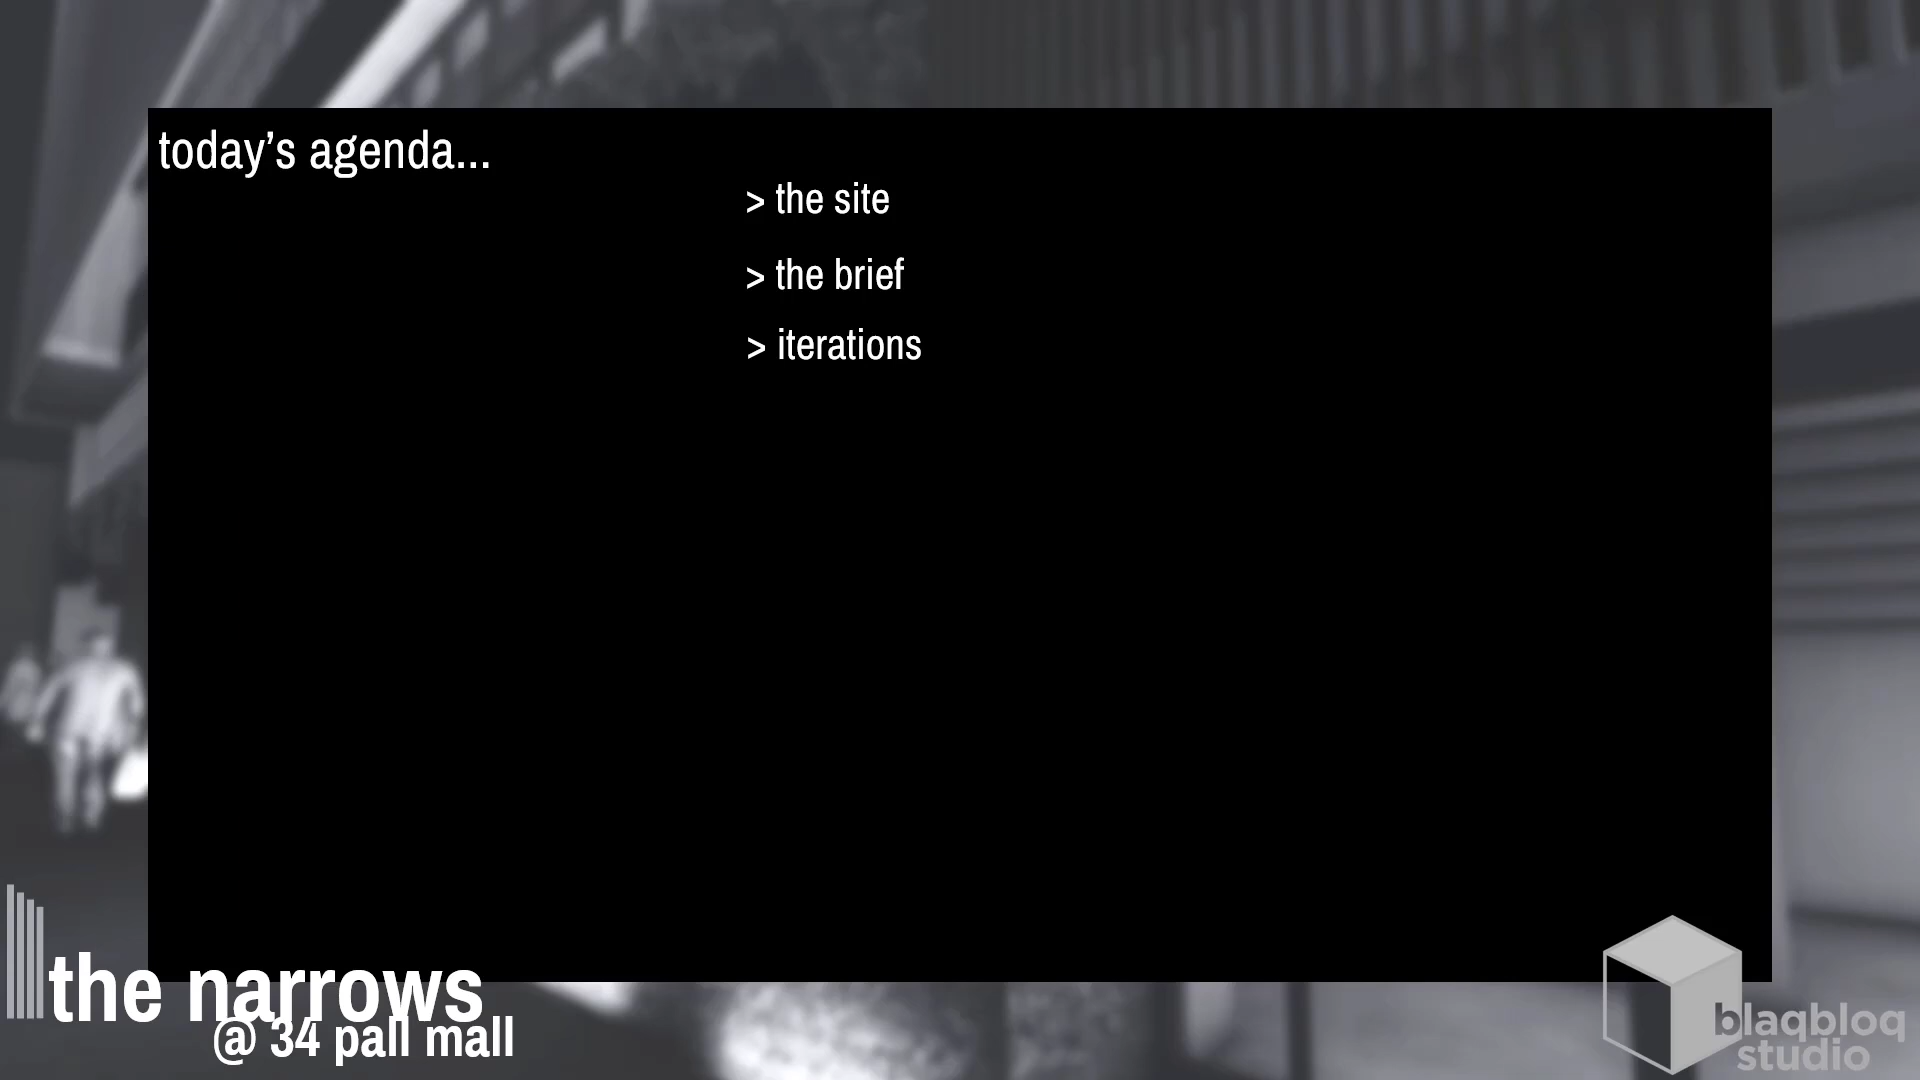 today’s agenda...
> the site
> the brief
> iterations
the narrows
@ 34 pall mall
blaqbloq
studio